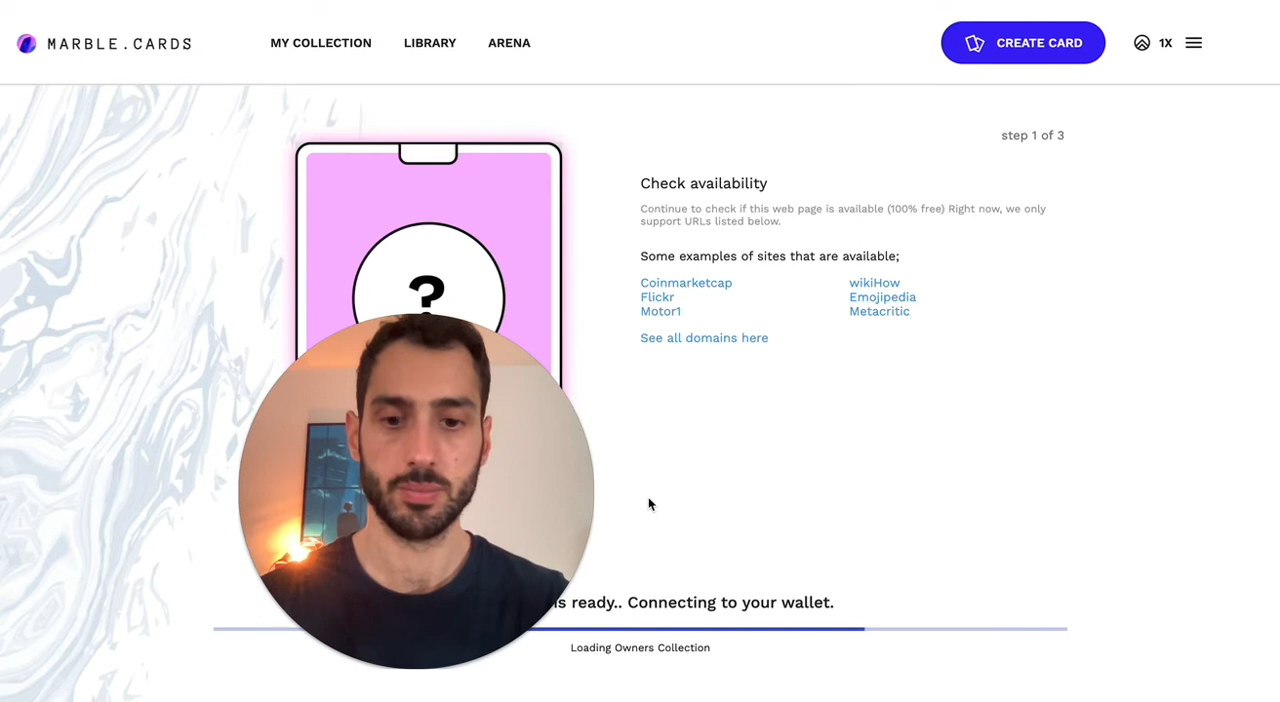 MARBLE.CARDS
MY COLLECTION
LIBRARY
ARENA
CREATE CARD
1X
step 1 of 3
Check availability
Continue to check if this web page is available (100% free) Right now, we only
support URLs listed below.
Some examples of sites that are available;
Coinmarketcap
wikiHow
Flickr
Emojipedia
Motor1
Metacritic
See all domains here
?
ready.. Connecting to your wallet.
Loading Owners Collection